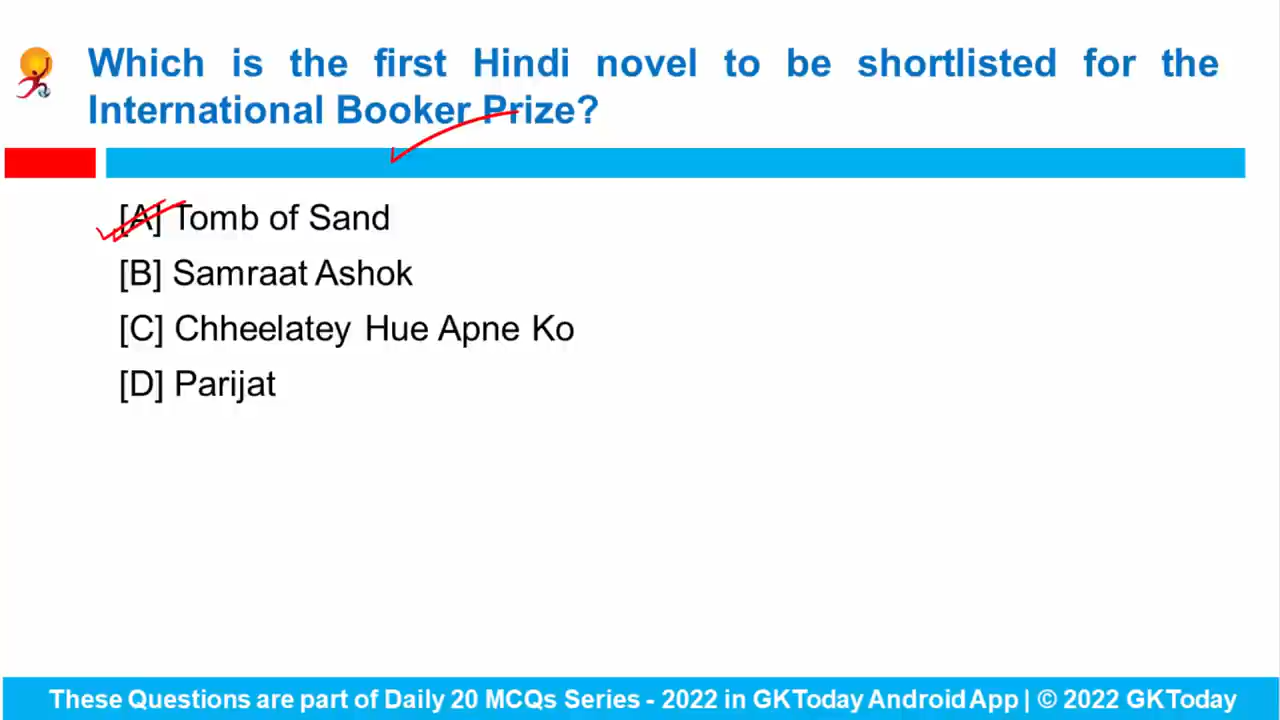 Which is the first Hindi novel to be shortlisted for the
International Booker Prize?
[A] Tomb of Sand
[B] Samraat Ashok
[C] Chheelatey Hue Apne Ko
[D] Parijat
These Questions are part of Daily 20 MCQs Series - 2022 in GKToday Android App | © 2022 GKToday